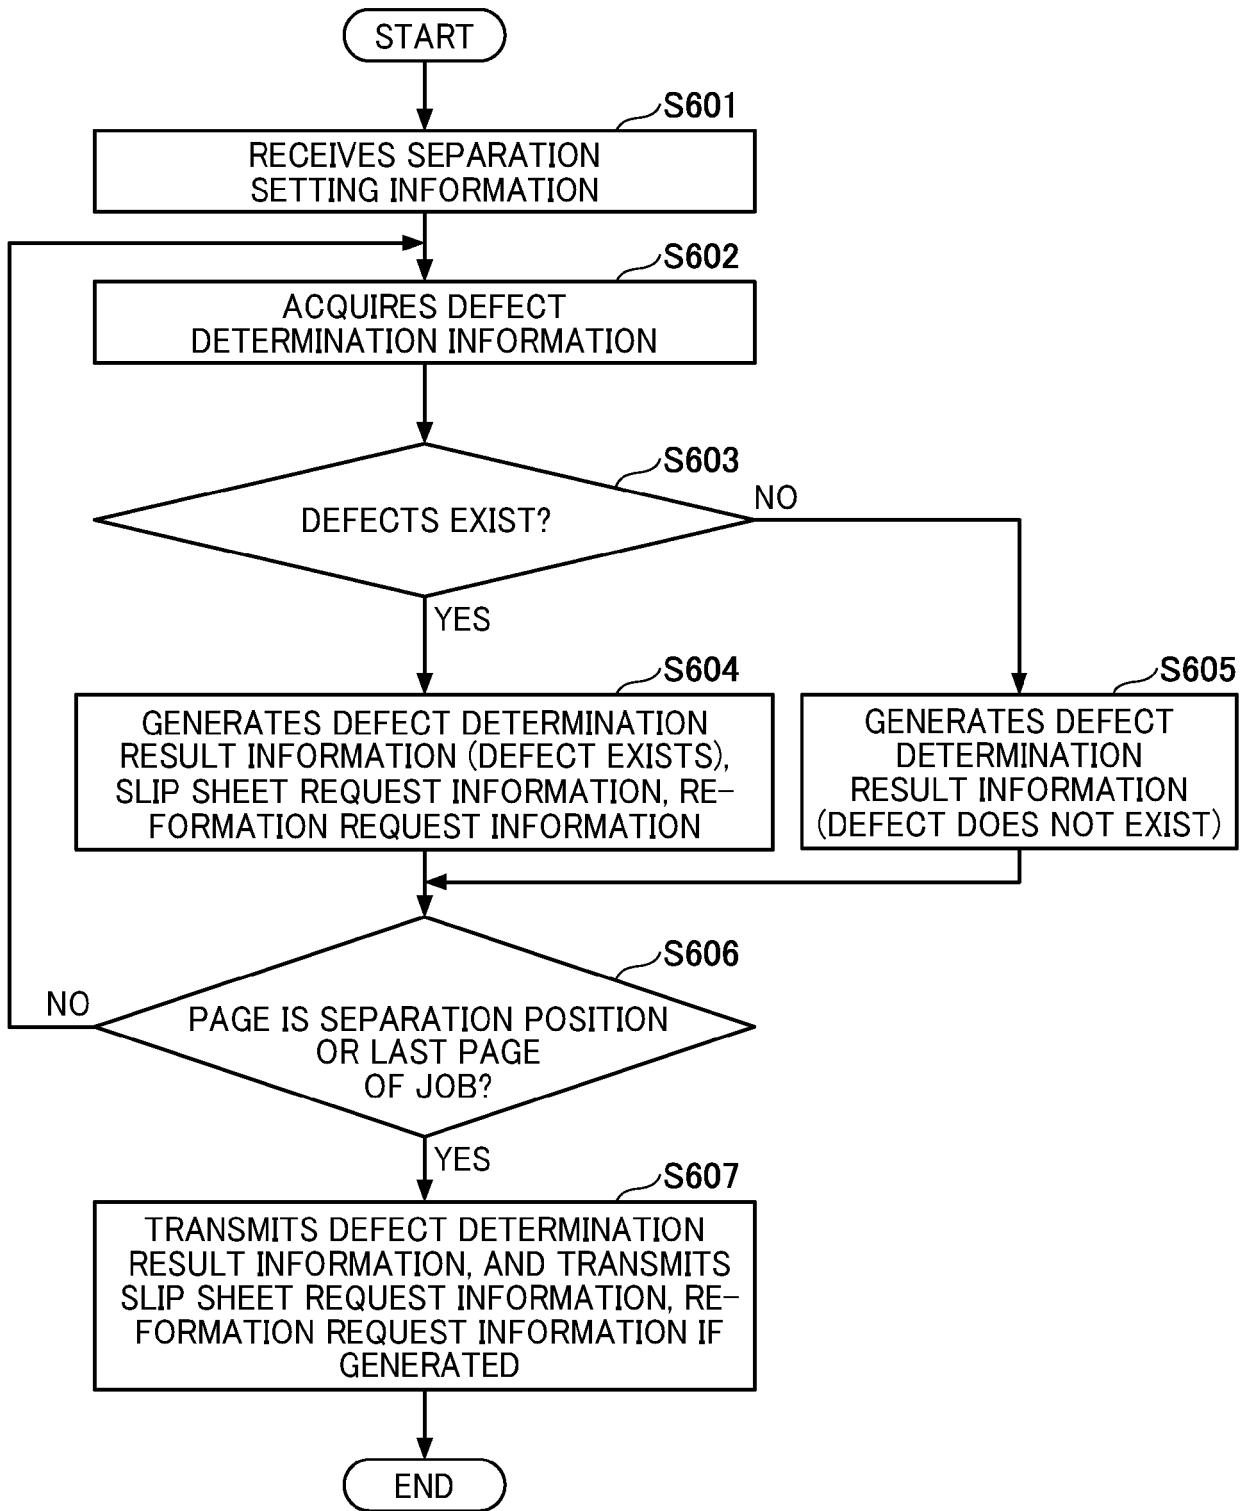 START
S601
RECEIVES SEPARATION
SETTING INFORMATION
S602
ACQUIRES DEFECT
DETERMINATION INFORMATION
S603
DEFECTS EXIST?
NO
YES
S604
GENERATES DEFECT DETERMINATION
RESULT INFORMATION (DEFECT EXISTS),
SLIP SHEET REQUEST INFORMATION, RE-
FORMATION REQUEST INFORMATION
S605
GENERATES DEFECT
DETERMINATION
RESULT INFORMATION
(DEFECT DOES NOT EXIST)
S606
NO
PAGE IS SEPARATION POSITION
OR LAST PAGE
OF JOB?
YES
S607
TRANSMITS DEFECT DETERMINATION
RESULT INFORMATION, AND TRANSMITS
SLIP SHEET REQUEST INFORMATION, RE-
FORMATION REQUEST INFORMATION IF
GENERATED
END